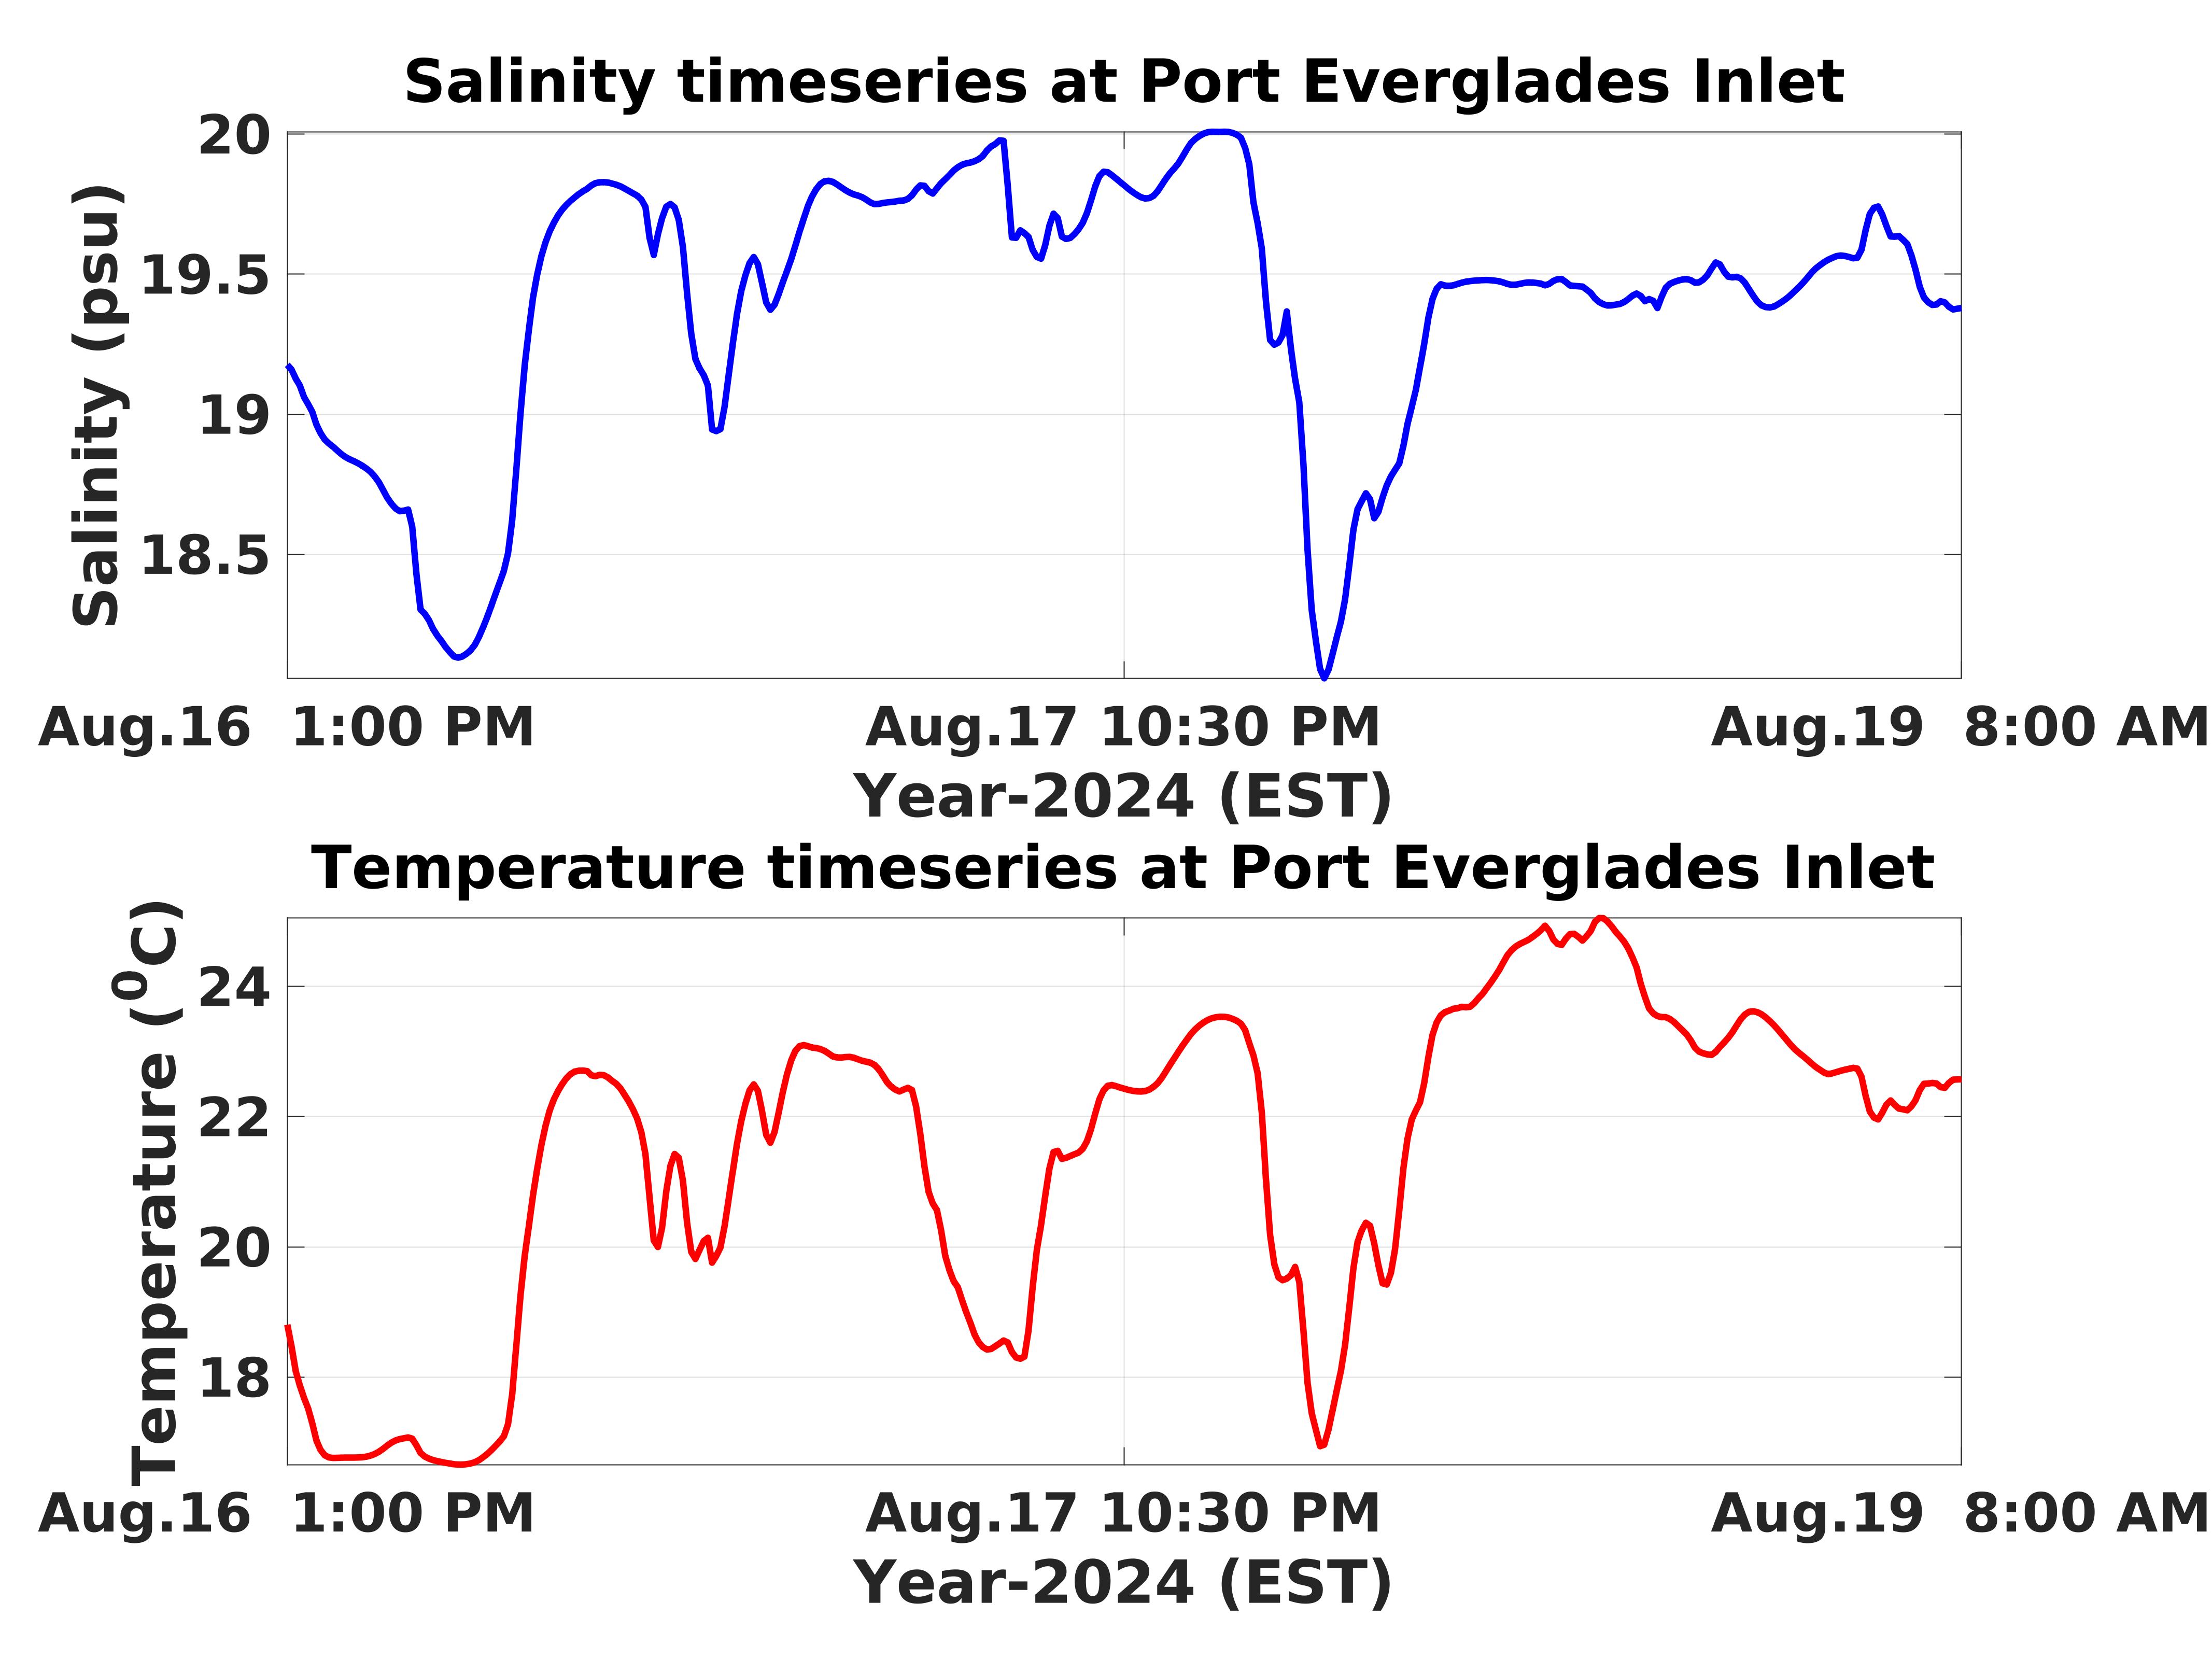 Salinity timeseries at Port Everglades Inlet
Salinity (psu)
20
19.5
19
18.5
Aug.16  1:00 PM Aug.17 10:30 PM Aug.19  8:00 AM
Year-2024 (EST)
Temperature timeseries at Port Everglades Inlet
Temperature (⁰C)
24
22
20
18
Aug.16  1:00 PM Aug.17 10:30 PM Aug.19  8:00 AM
Year-2024 (EST)